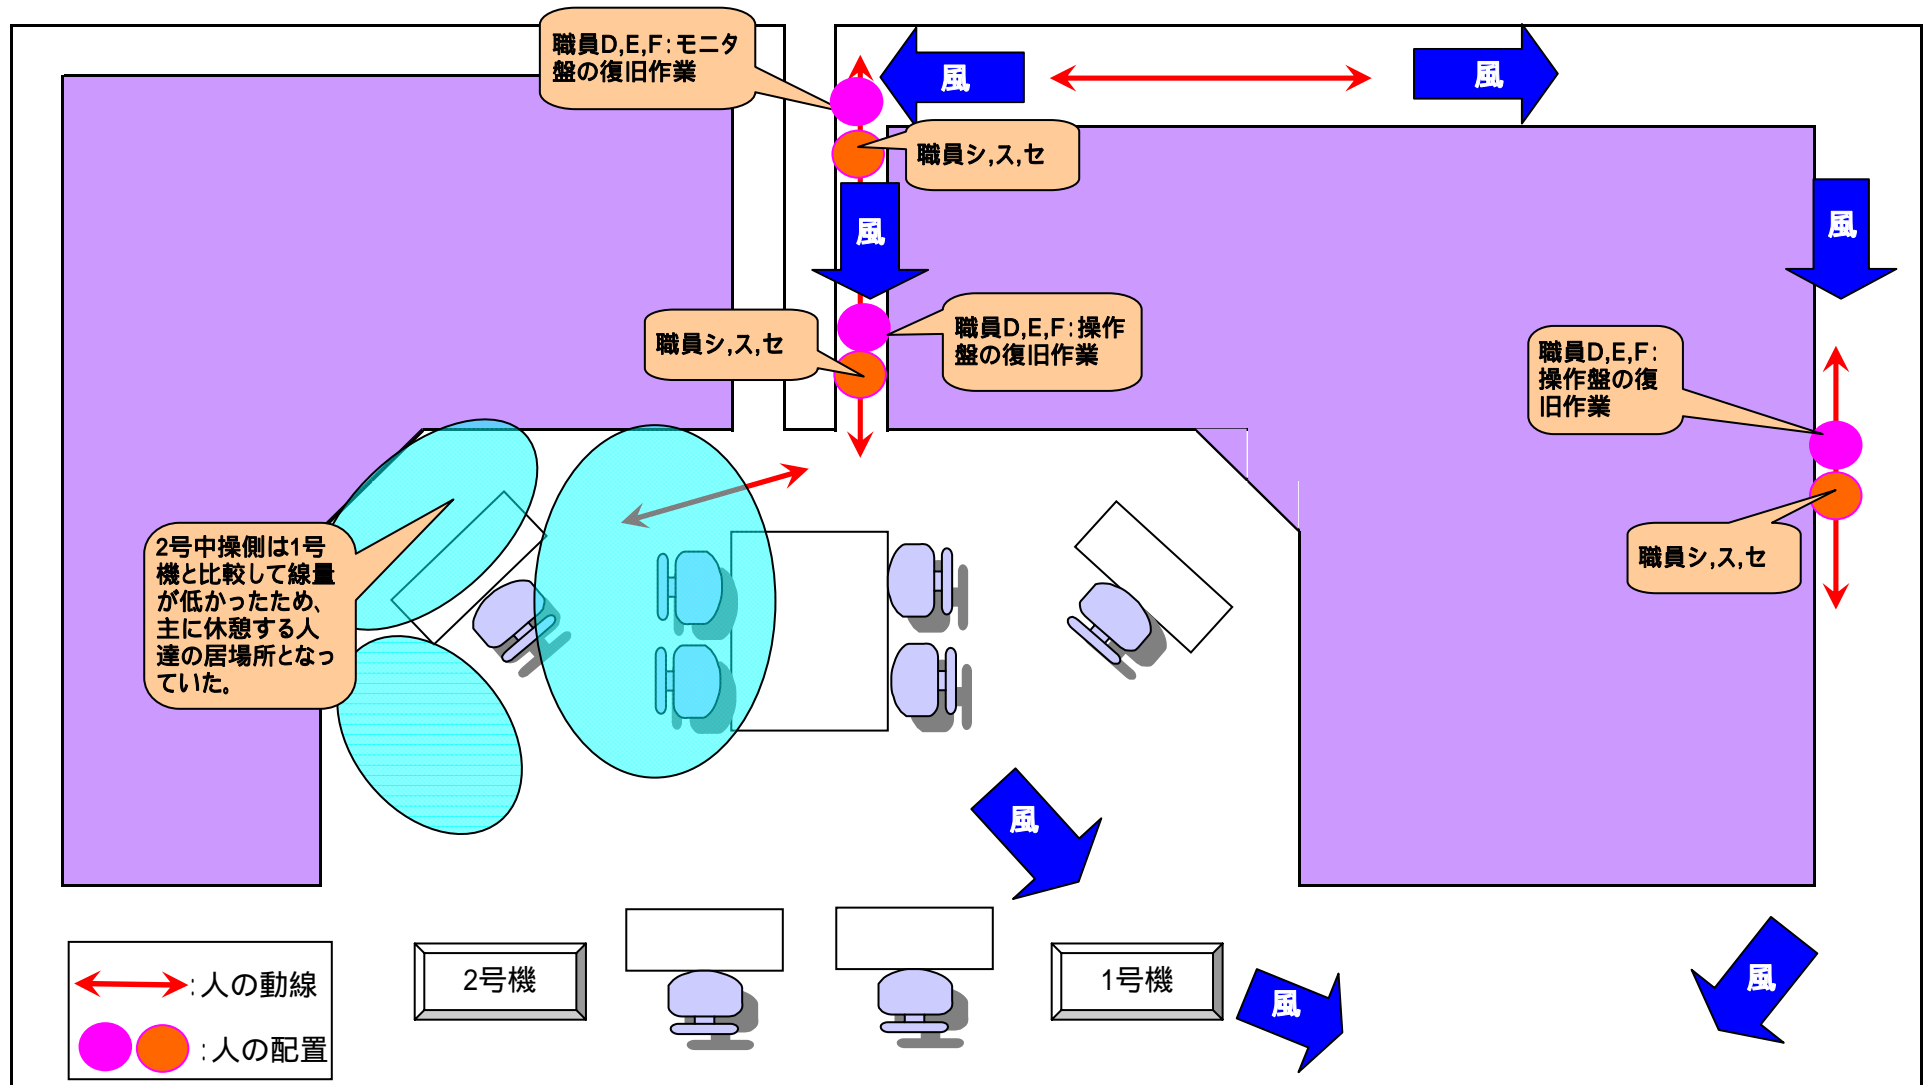 職員D,E,F:モニタ
盤の復旧作業
風
風
職員シ,ス,セ
風
風
職員シ,ス,セ
職員D,E,F:操作
盤の復旧作業
職員D,E,F:
操作盤の復
旧作業
職員シ,ス,セ
2号中操側は1号
機と比較して線量
が低かったため、
主に休憩する人
達の居場所となっ
ていた。
風
2号機
1号機
風
風
:人の動線
:人の配置